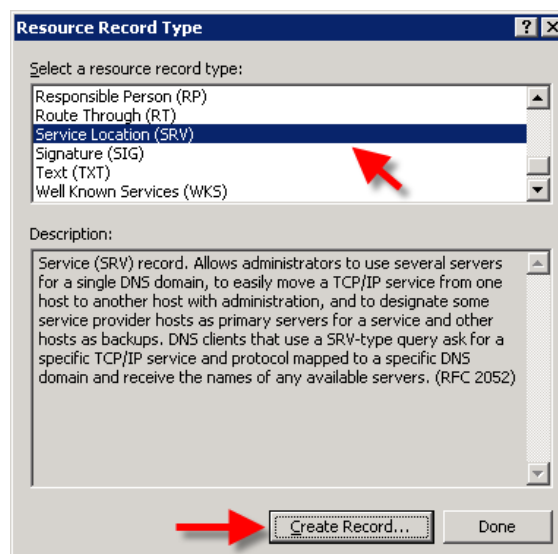 Resource Record Type
Select a resource record type:
Responsible Person (RP)
Route Through (RT)
Service Location (SRV)
Signature (SIG)
Text (TXT)
Well Known Services (WKS)
Description:
Service (SRV) record. Allows administrators to use several servers
for a single DNS domain, to easily move a TCP/IP service from one
host to another host with administration, and to designate some
service provider hosts as primary servers for a service and other
hosts as backups. DNS clients that use a SRV-type query ask for a
specific TCP/IP service and protocol mapped to a specific DNS
domain and receive the names of any available servers. (RFC 2052)
Create Record... Done